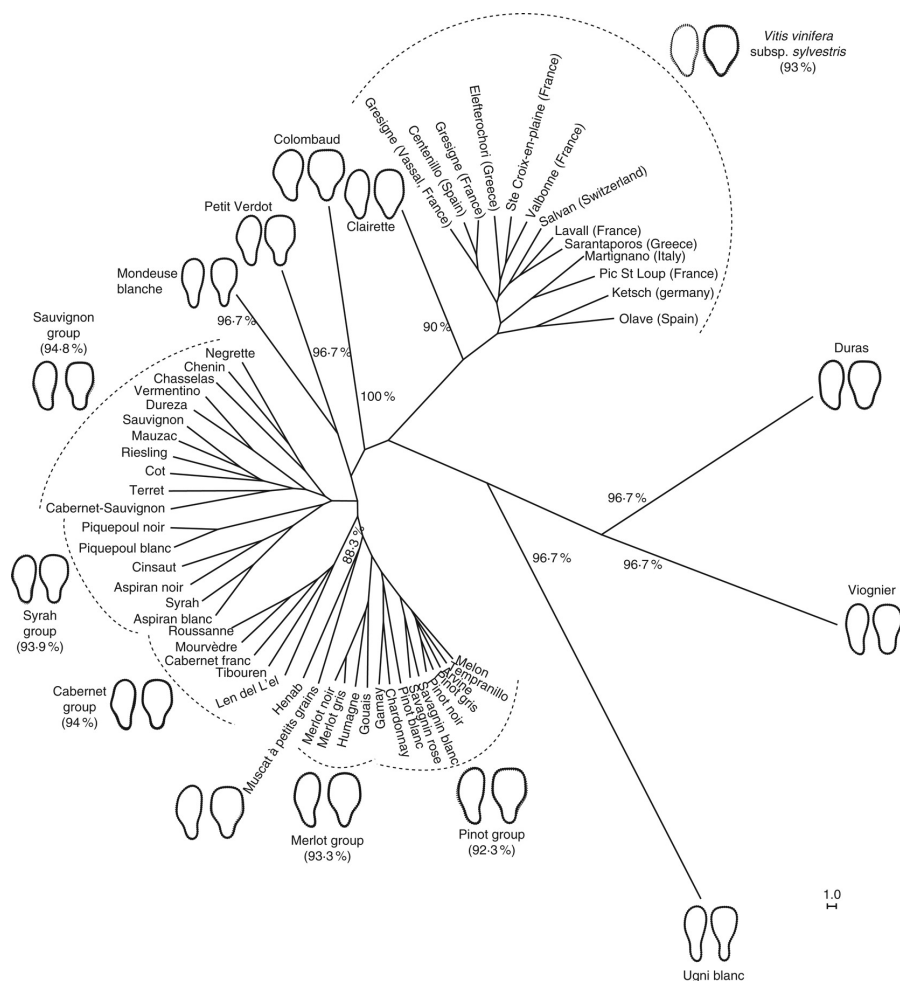 Vitis vinifera
subsp. sylvestris
(93 %)
Gresigne (Vassal, France)
Centenillo (Spain)
Gresigne (France)
Elefterochori (Greece)
Ste Croix-en-plaine (France)
Valbonne (France)
Salvan (Switzerland)
Lavall (France)
Sarantaporos (Greece)
Martignano (Italy)
Pic St Loup (France)
Ketsch (germany)
Olave (Spain)
Colombaud
Clairette
Petit Verdot
Mondeuse
blanche
96·7 %
96·7 %
100 %
90 %
Sauvignon
group
(94·8 %)
Negrette
Chenin
Chasselas
Vermentino
Dureza
Sauvignon
Mauzac
Riesling
Cot
Terret
Cabernet-Sauvignon
Piquepoul noir
Piquepoul blanc
Cinsaut
Aspiran noir
Syrah
Aspiran blanc
Syrah
group
(93·9 %)
Roussanne
Mourvèdre
Cabernet franc
Tibouren
Len del L'el
Cabernet
group
(94 %)
88·3 %
Henab
Muscat à petits grains
Merlot noir
Merlot gris
Humagne
Gouais
Gamay
Chardonnay
Pinot blanc
Savagnin rose
Savagnin blanc
Pinot noir
Pinot gris
Arvine
Tempranillo
Melon
Merlot group
(93·3 %)
Pinot group
(92·3 %)
Duras
96·7 %
96·7 %
96·7 %
Viognier
1.0
Ugni blanc